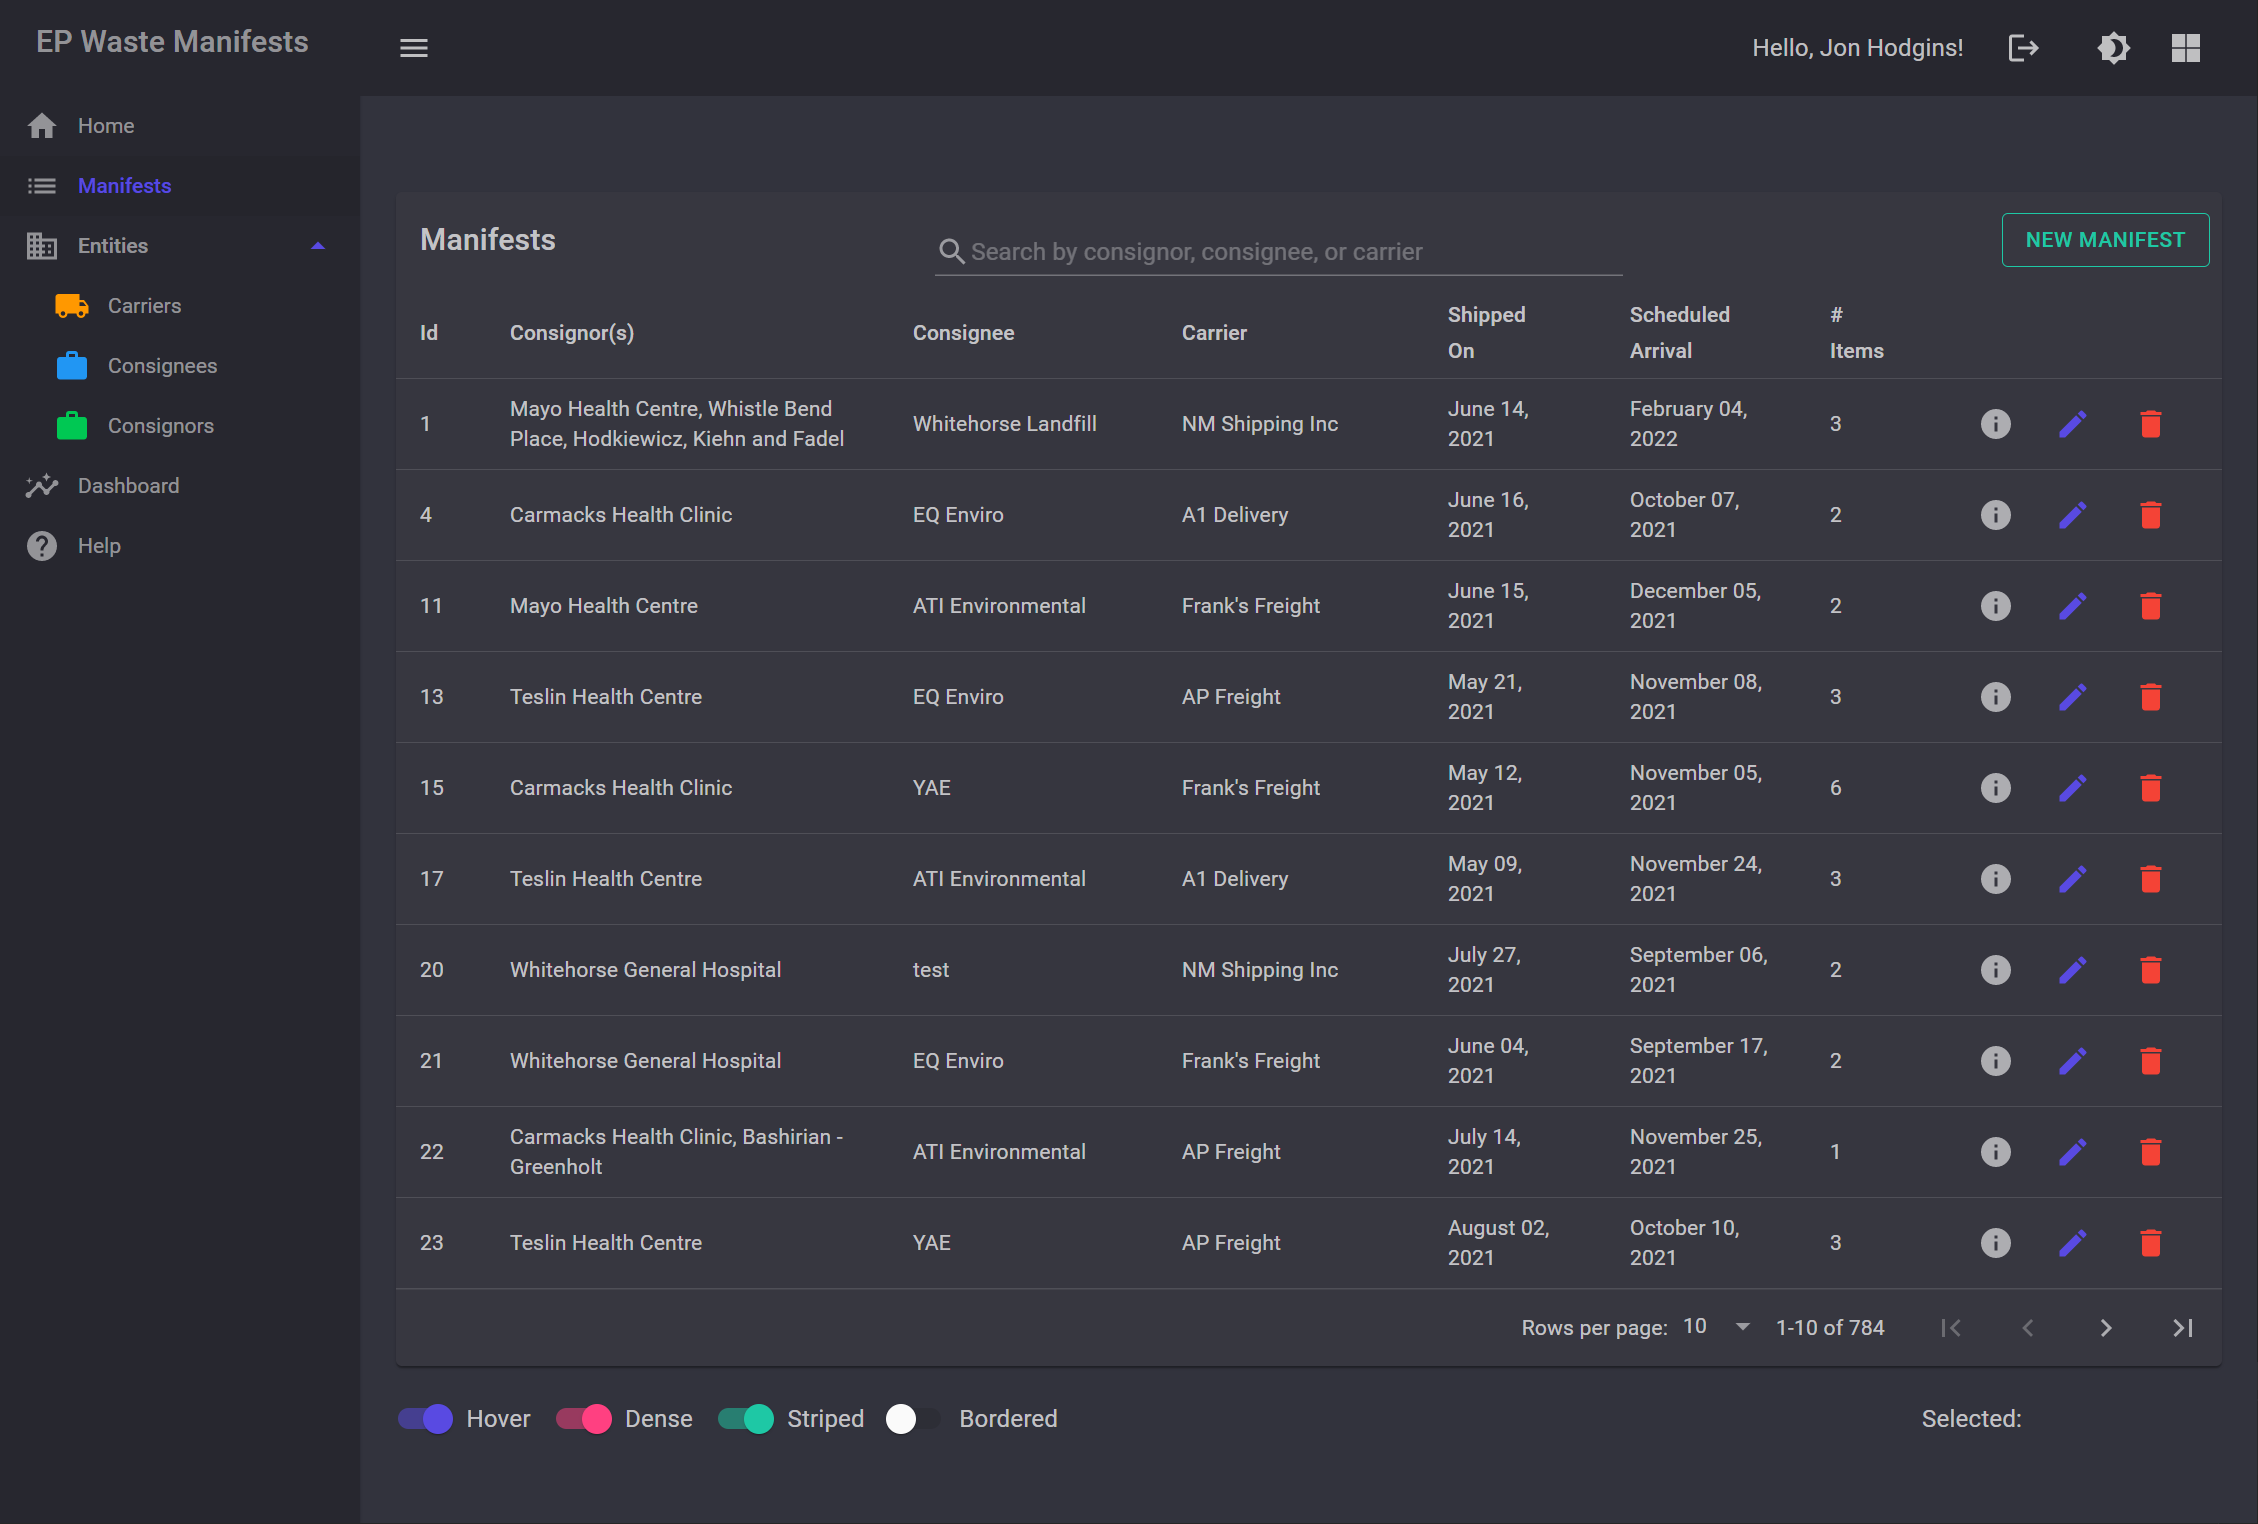 EP Waste Manifests
Hello, Jon Hodgins!
Home
Manifests
Entities
Carriers
Consignees
Consignors
Dashboard
Help
Manifests
Search by consignor, consignee, or carrier
NEW MANIFEST
Id Consignor(s) Consignee Carrier Shipped On Scheduled Arrival # Items
1 Mayo Health Centre, Whistle Bend Place, Hodkiewicz, Kiehn and Fadel Whitehorse Landfill NM Shipping Inc June 14, 2021 February 04, 2022 3
4 Carmacks Health Clinic EQ Enviro A1 Delivery June 16, 2021 October 07, 2021 2
11 Mayo Health Centre ATI Environmental Frank's Freight June 15, 2021 December 05, 2021 2
13 Teslin Health Centre EQ Enviro AP Freight May 21, 2021 November 08, 2021 3
15 Carmacks Health Clinic YAE Frank's Freight May 12, 2021 November 05, 2021 6
17 Teslin Health Centre ATI Environmental A1 Delivery May 09, 2021 November 24, 2021 3
20 Whitehorse General Hospital test NM Shipping Inc July 27, 2021 September 06, 2021 2
21 Whitehorse General Hospital EQ Enviro Frank's Freight June 04, 2021 September 17, 2021 2
22 Carmacks Health Clinic, Bashirian - Greenholt ATI Environmental AP Freight July 14, 2021 November 25, 2021 1
23 Teslin Health Centre YAE AP Freight August 02, 2021 October 10, 2021 3
Rows per page: 10 1-10 of 784
Hover Dense Striped Bordered Selected: